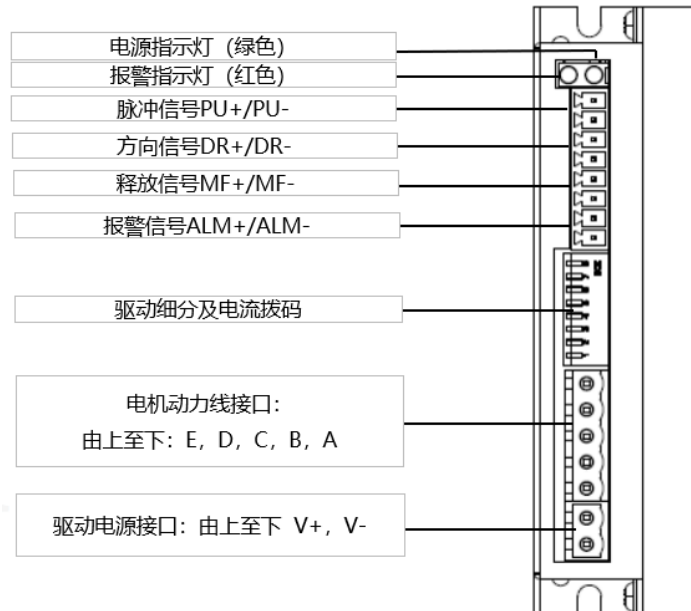 电源指示灯（绿色）
报警指示灯（红色）
脉冲信号PU+/PU-
方向信号DR+/DR-
释放信号MF+/MF-
报警信号ALM+/ALM-
驱动细分及电流拨码
电机动力线接口：
由上至下：E，D，C，B，A
驱动电源接口：由上至下 V+，V-